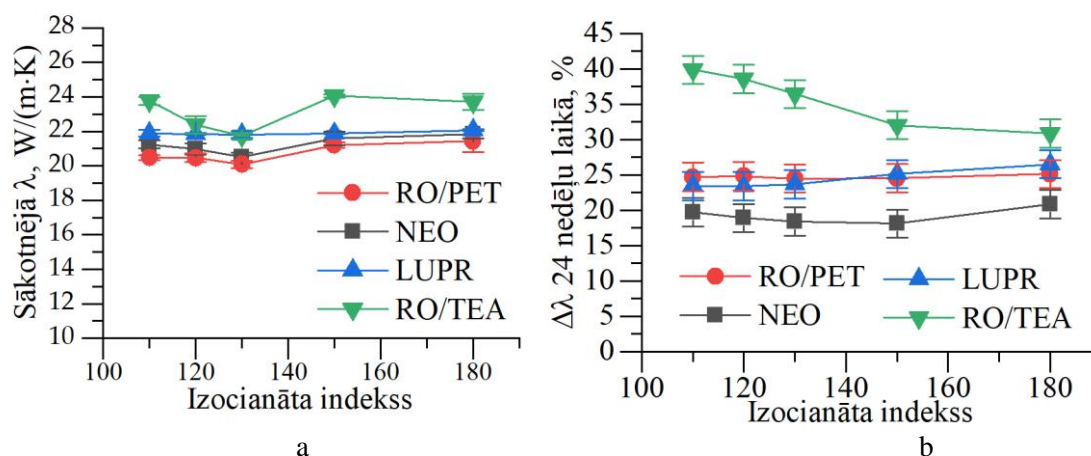 28
26
24
22
20
18
16
14
12
10
Sākotnējā λ, W/(m·K)
RO/PET
NEO
LUPR
RO/TEA
100 120 140 160 180
Izocianāta indekss
a
45
40
35
30
25
20
15
10
5
0
Δλ 24 nedēļu laikā, %
RO/PET LUPR
NEO RO/TEA
100 120 140 160 180
Izocianāta indekss
b